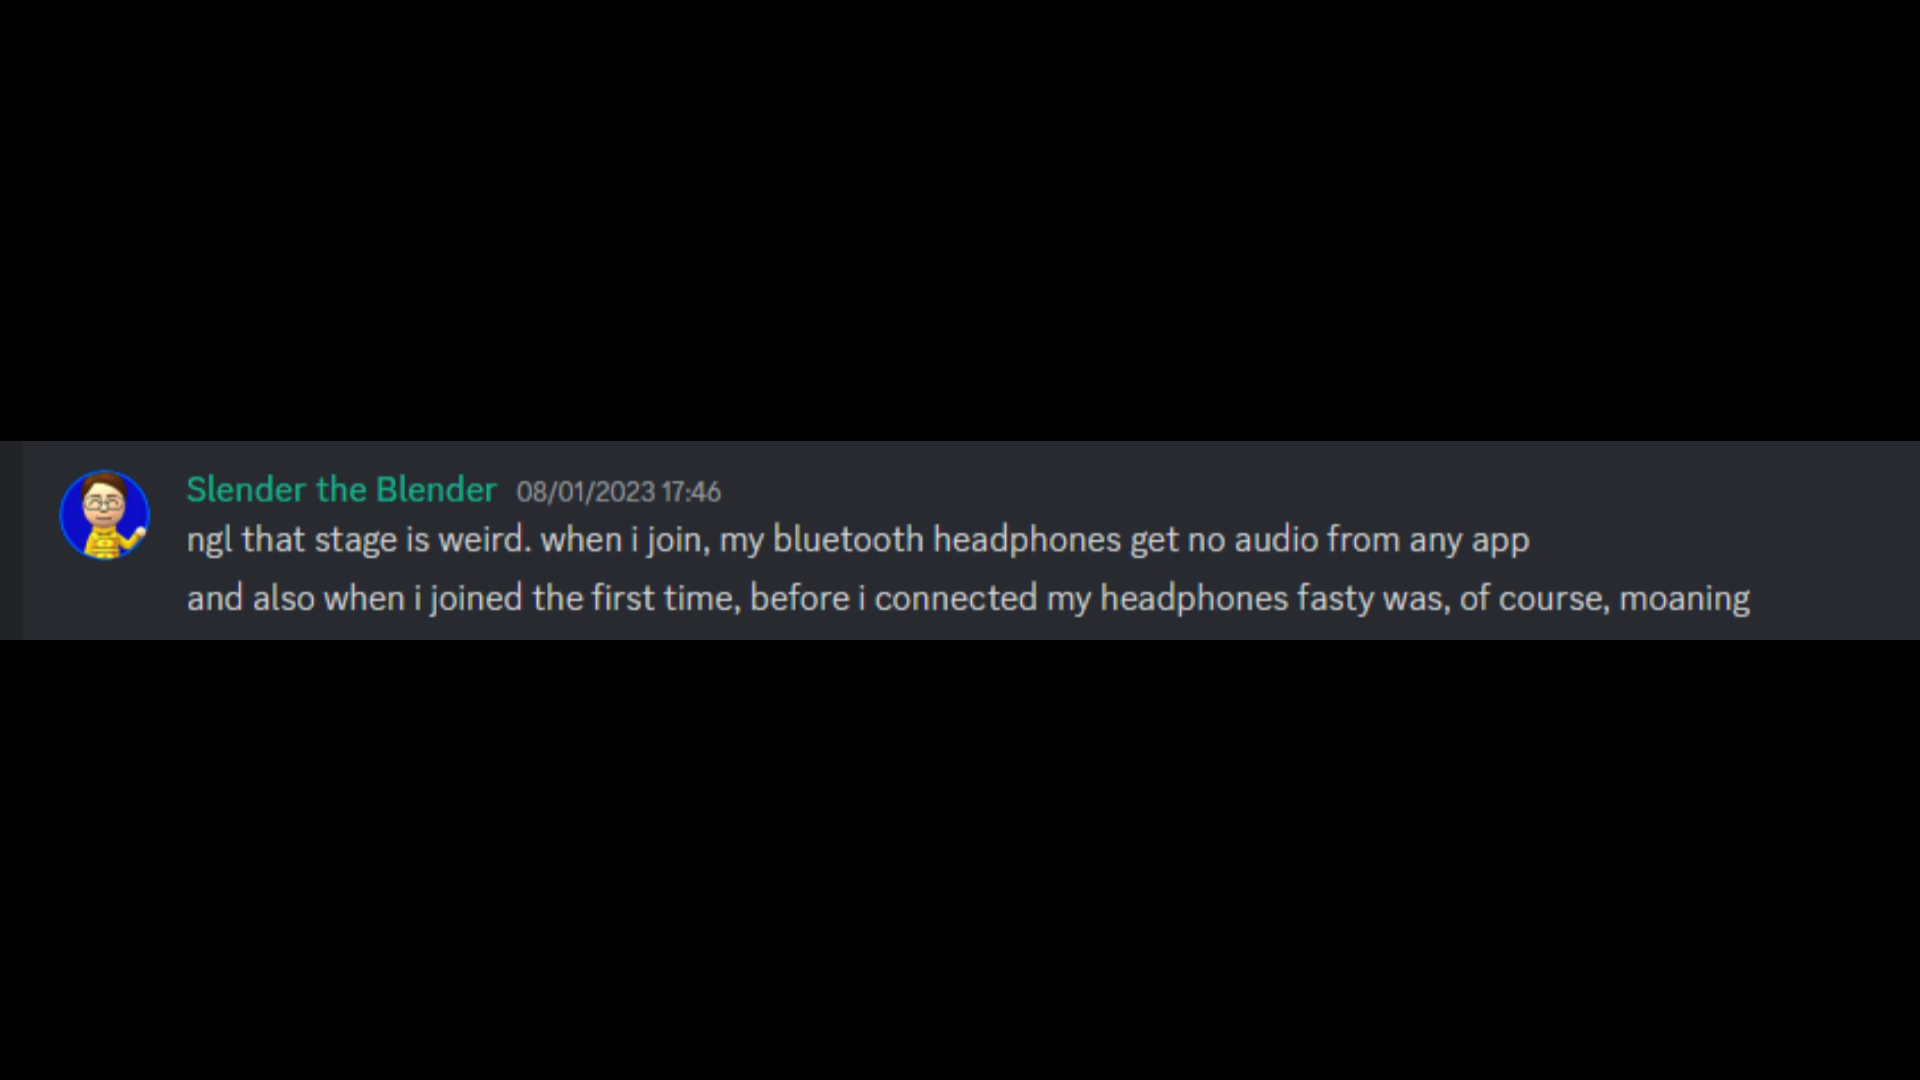 Slender the Blender 08/01/2023 17:46
ngl that stage is weird. when i join, my bluetooth headphones get no audio from any app
and also when i joined the first time, before i connected my headphones fasty was, of course, moaning